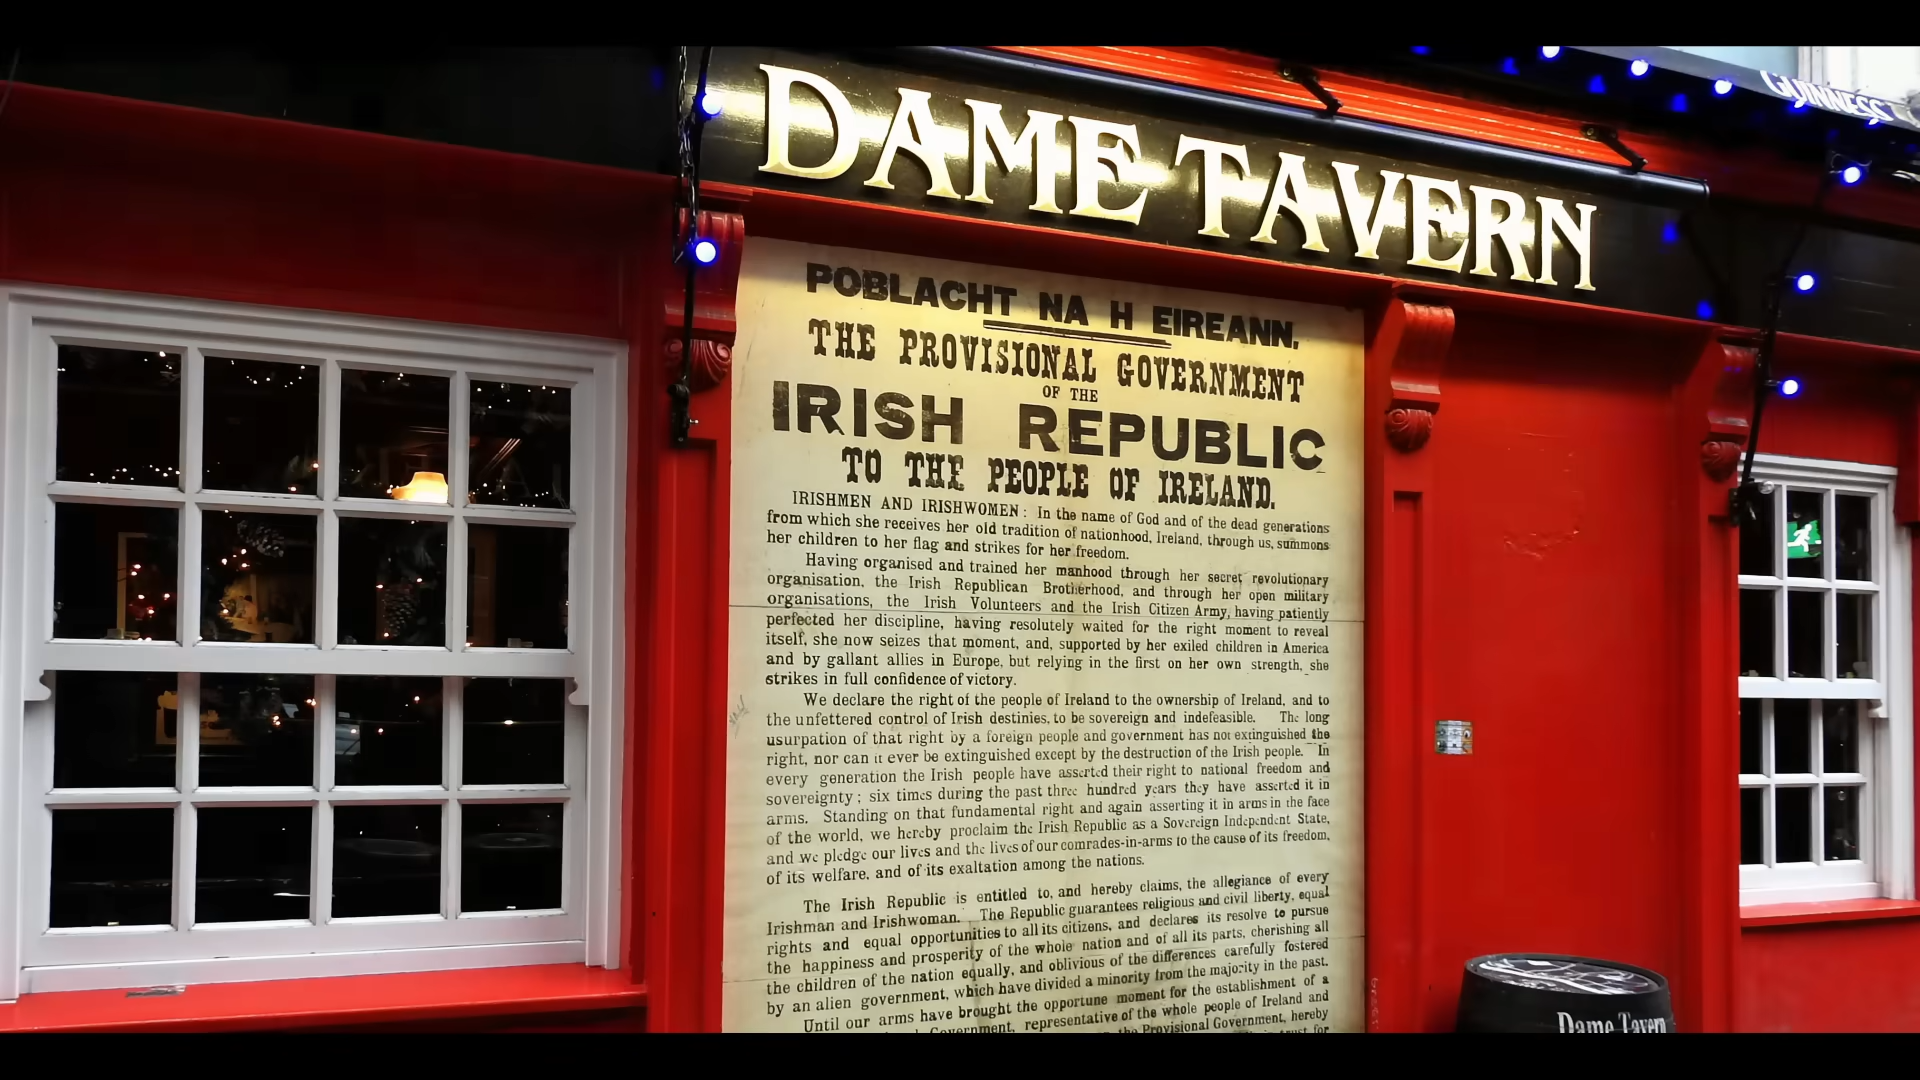 GUINNESS
DAME TAVERN
POBLACHT NA H EIREANN.
THE PROVISIONAL GOVERNMENT
OF THE
IRISH REPUBLIC
TO THE PEOPLE OF IRELAND.
IRISHMEN AND IRISHWOMEN: In the name of God and of the dead generations
from which she receives her old tradition of nationhood, Ireland, through us, summons
her children to her flag and strikes for her freedom.
Having organised and trained her manhood through her secret revolutionary
organisation, the Irish Republican Brotherhood, and through her open military
organisations, the Irish Volunteers and the Irish Citizen Army, having patiently
perfected her discipline, having resolutely waited for the right moment to reveal
itself, she now seizes that moment, and, supported by her exiled children in America
and by gallant allies in Europe, but relying in the first on her own strength, she
strikes in full confidence of victory.
We declare the right of the people of Ireland to the ownership of Ireland, and to
the unfettered control of Irish destinies, to be sovereign and indefeasible. The long
usurpation of that right by a foreign people and government has not extinguished the
right, nor can it ever be extinguished except by the destruction of the Irish people. In
every generation the Irish people have asserted their right to national freedom and
sovereignty; six times during the past three hundred years they have asserted it in
arms. Standing on that fundamental right and again asserting it in arms in the face
of the world, we hereby proclaim the Irish Republic as a Sovereign Independent State,
and we pledge our lives and the lives of our comrades-in-arms to the cause of its freedom,
of its welfare, and of its exaltation among the nations.
The Irish Republic is entitled to, and hereby claims, the allegiance of every
Irishman and Irishwoman. The Republic guarantees religious and civil liberty, equal
rights and equal opportunities to all its citizens, and declares its resolve to pursue
the happiness and prosperity of the whole nation and of all its parts, cherishing all
the children of the nation equally, and oblivious of the differences carefully fostered
by an alien government, which have divided a minority from the majority in the past.
Until our arms have brought the opportune moment for the establishment of a
Government, representative of the whole people of Ireland and
the Provisional Government, hereby
trust for
Dame Tavern